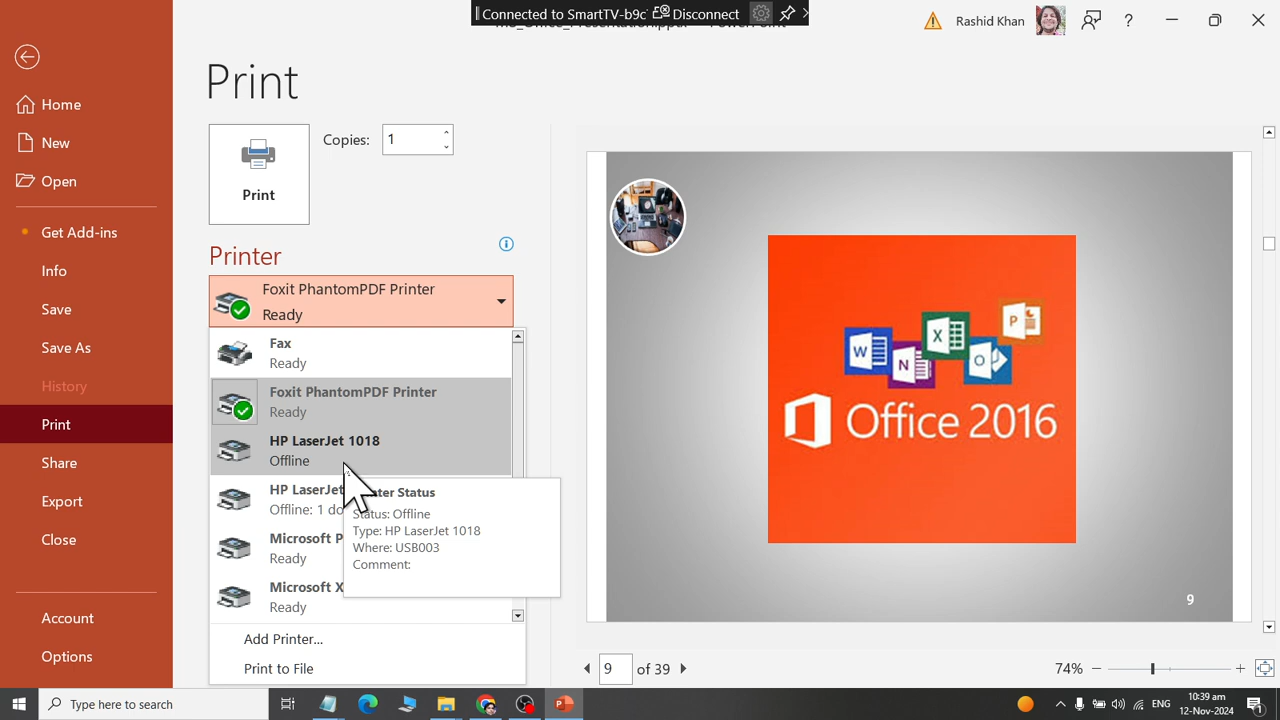 Connected to SmartTV-b9c Disconnect
Rashid Khan
?
Print
Home
New
Open
Get Add-ins
Info
Save
Save As
History
Print
Share
Export
Close
Account
Options
Print
Copies: 1
Printer
Foxit PhantomPDF Printer
Ready
Fax
Ready
Foxit PhantomPDF Printer
Ready
HP LaserJet 1018
Offline
HP LaserJet
Offline: 1 do
Microsoft P
Ready
Microsoft X
Ready
Add Printer...
Print to File
Status
Status: Offline
Type: HP LaserJet 1018
Where: USB003
Comment:
W N X O P
Office 2016
9
9 of 39
74%
Type here to search
ENG
10:39 am
12-Nov-2024